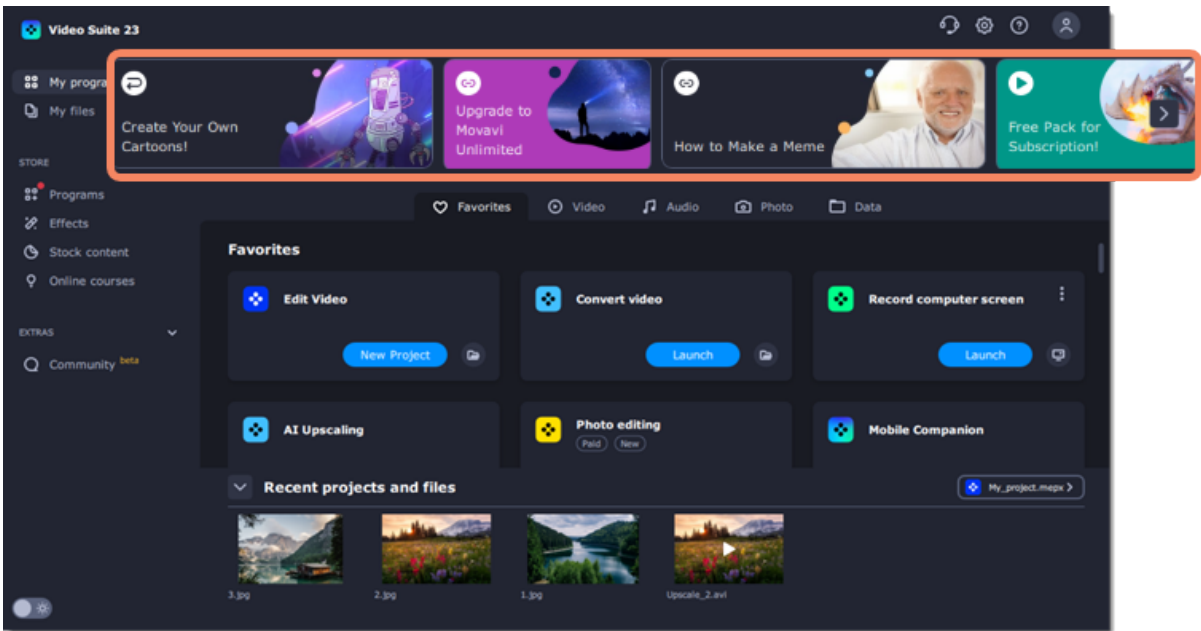 Video Suite 23
My progra
My files
STORE
Programs
Effects
Stock content
Online courses
EXTRAS
Community beta
Create Your Own
Cartoons!
Upgrade to
Movavi
Unlimited
How to Make a Meme
Free Pack for
Subscription!
Favorites
Video
Audio
Photo
Data
Favorites
Edit Video
New Project
Convert video
Launch
Record computer screen
Launch
AI Upscaling
Photo editing
Paid
New
Mobile Companion
Recent projects and files
My_project.mepx
3.jpg
2.jpg
1.jpg
Upscale_2.avi